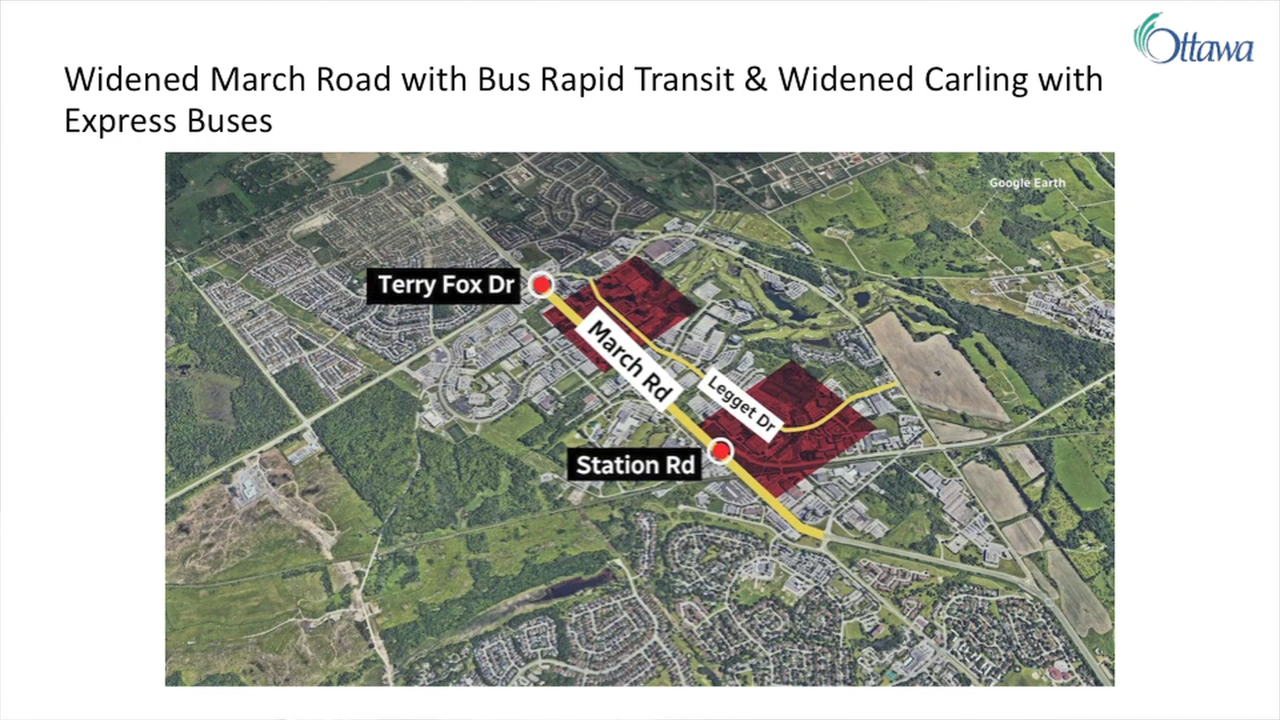 Ottawa
Widened March Road with Bus Rapid Transit & Widened Carling with
Express Buses
Google Earth
Terry Fox Dr
March Rd
Legget Dr
Station Rd